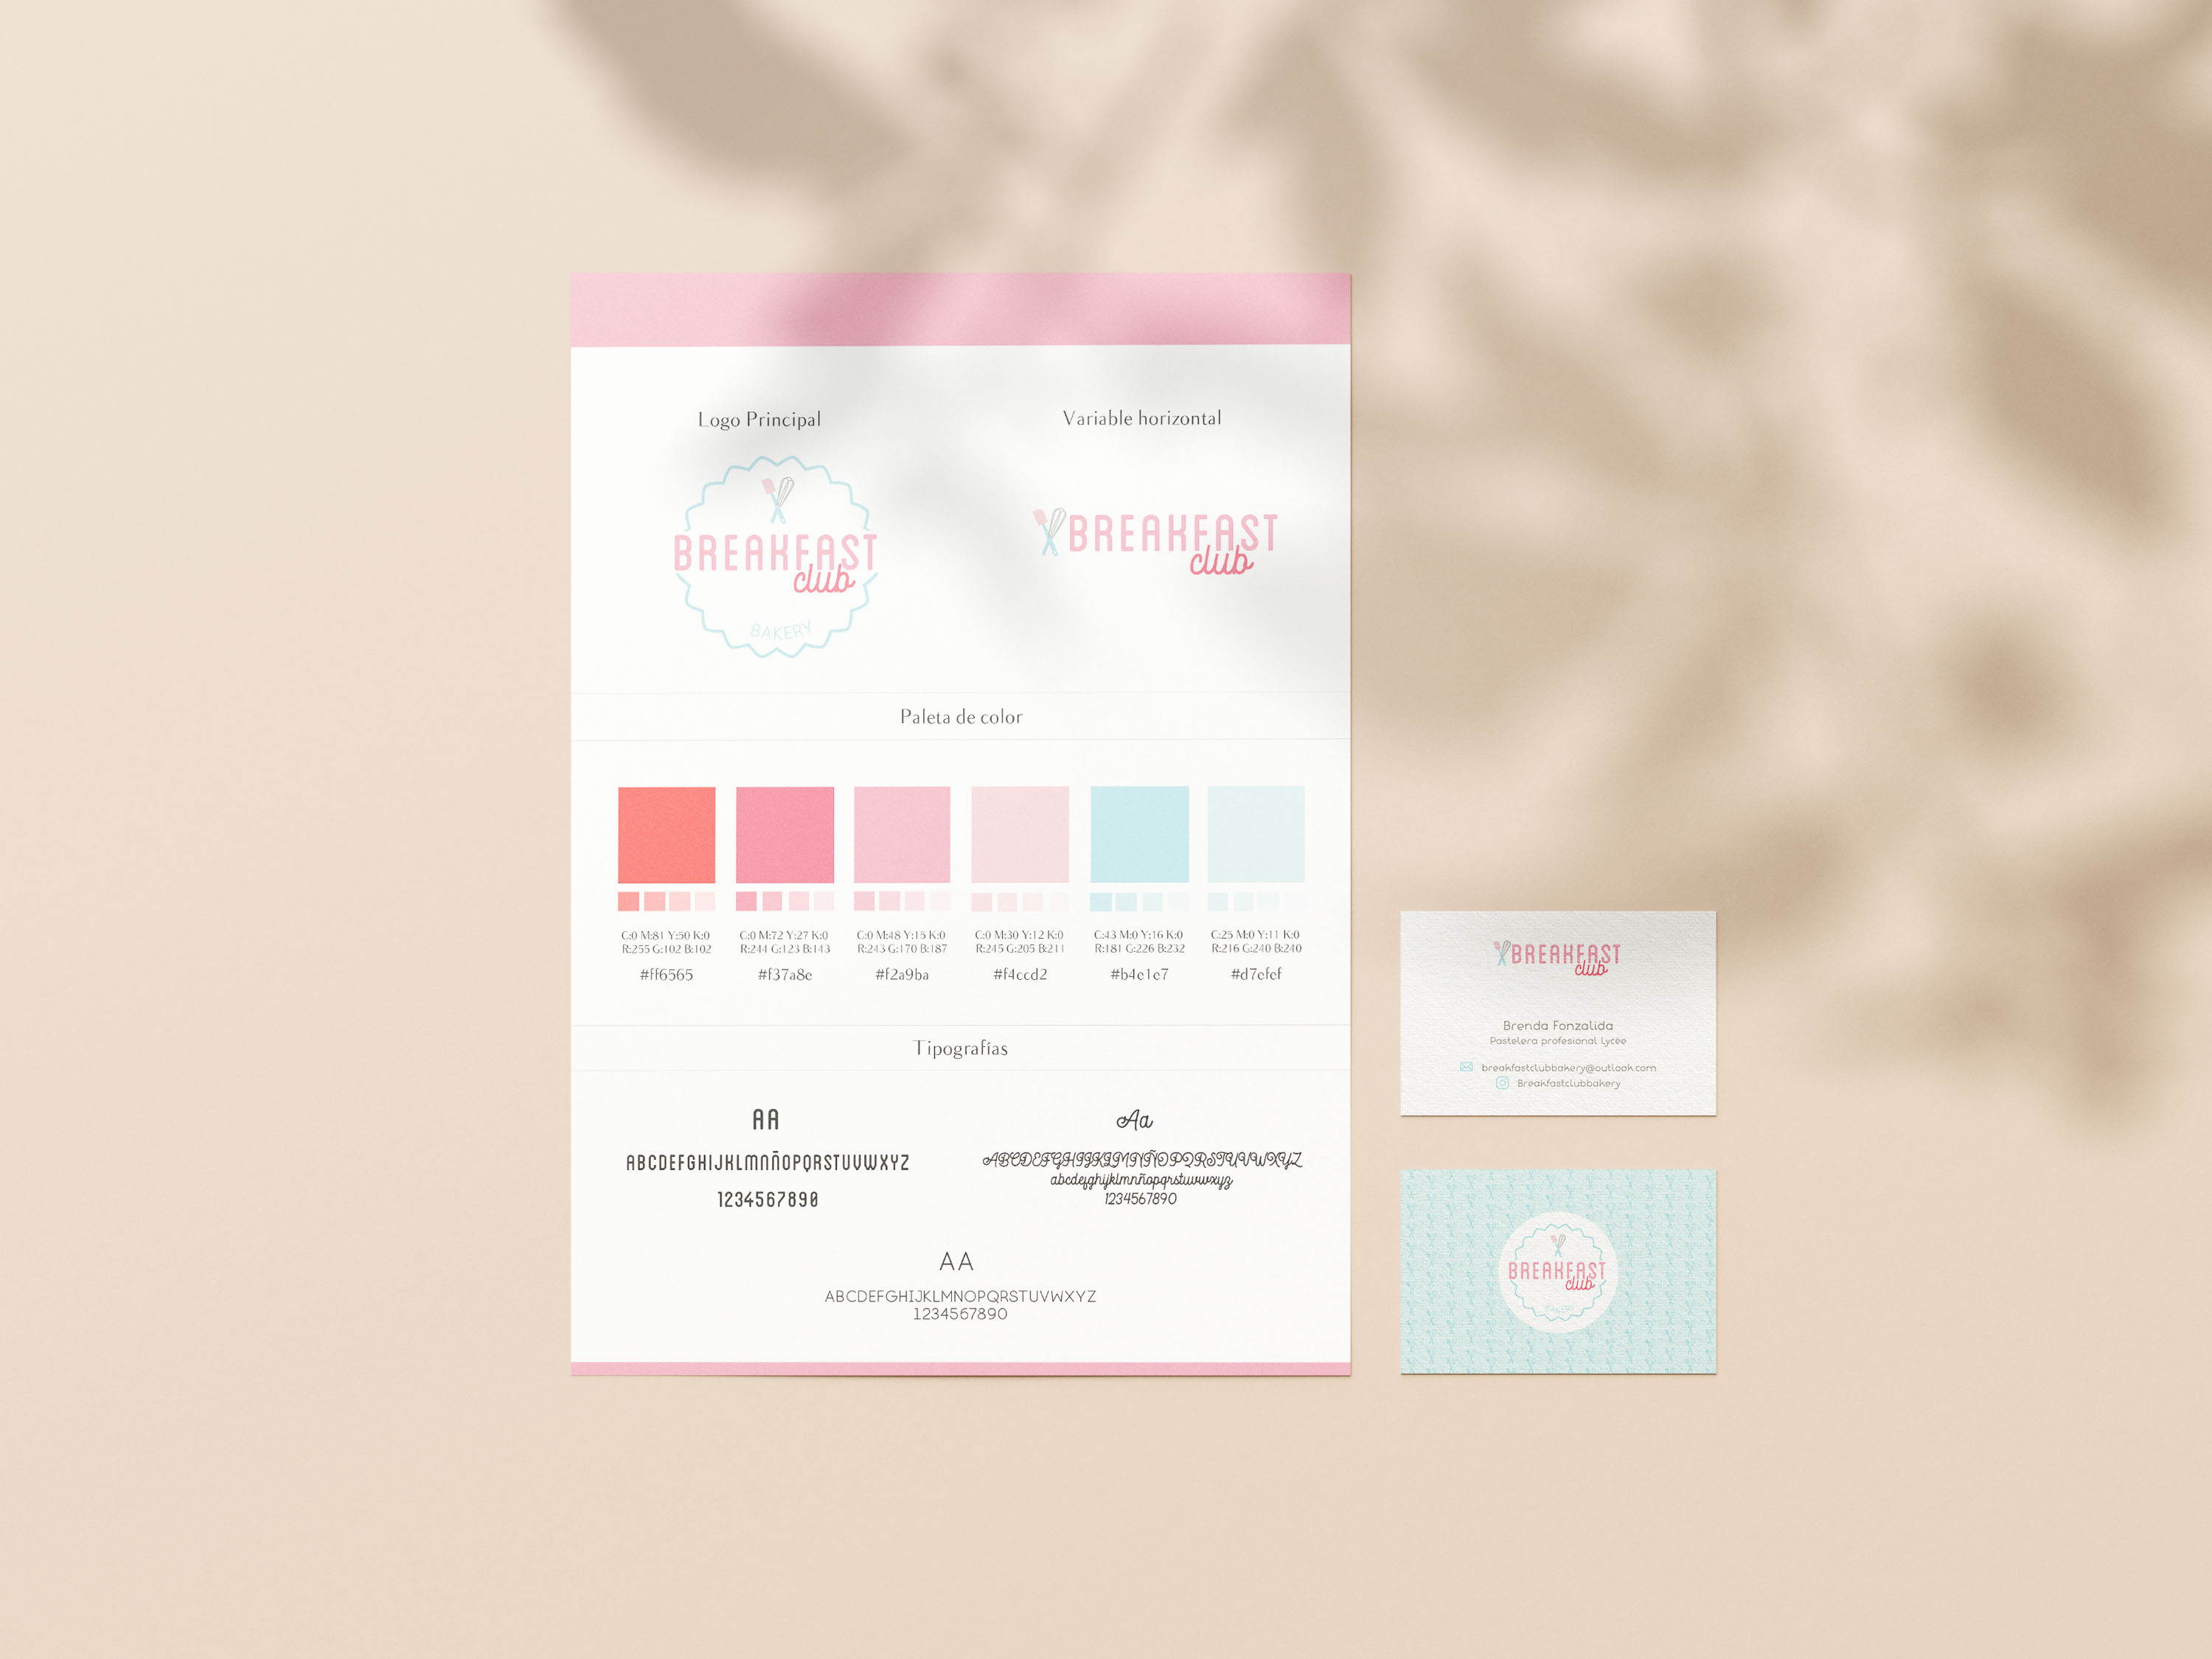 Logo Principal
Variable horizontal
BREAKFAST
club
BAKERY
BREAKFAST
club
Paleta de color
C:0 M:81 Y:50 K:0
R:255 G:102 B:102
#ff6565
C:0 M:72 Y:27 K:0
R:244 G:123 B:143
#f37a8e
C:0 M:48 Y:15 K:0
R:243 G:170 B:187
#f2a9ba
C:0 M:30 Y:12 K:0
R:245 G:205 B:211
#f4ccd2
C:43 M:0 Y:16 K:0
R:181 G:226 B:232
#b4e1e7
C:25 M:0 Y:11 K:0
R:216 G:240 B:240
#d7efef
Tipografías
AA
ABCDEFGHIJKLMNÑOPQRSTUVWXYZ
1234567890
Aa
ABCDEFGHIJKLMNÑOPQRSTUVWXYZ
abcdefghijklmnñopqrstuvwxyz
1234567890
AA
ABCDEFGHIJKLMNOPQRSTUVWXYZ
1234567890
BREAKFAST
club
Brenda Fonzalida
Pastelera profesional Lycée
breakfastclubbakery@outlook.com
Breakfastclubbakery
BREAKFAST
club
BAKERY